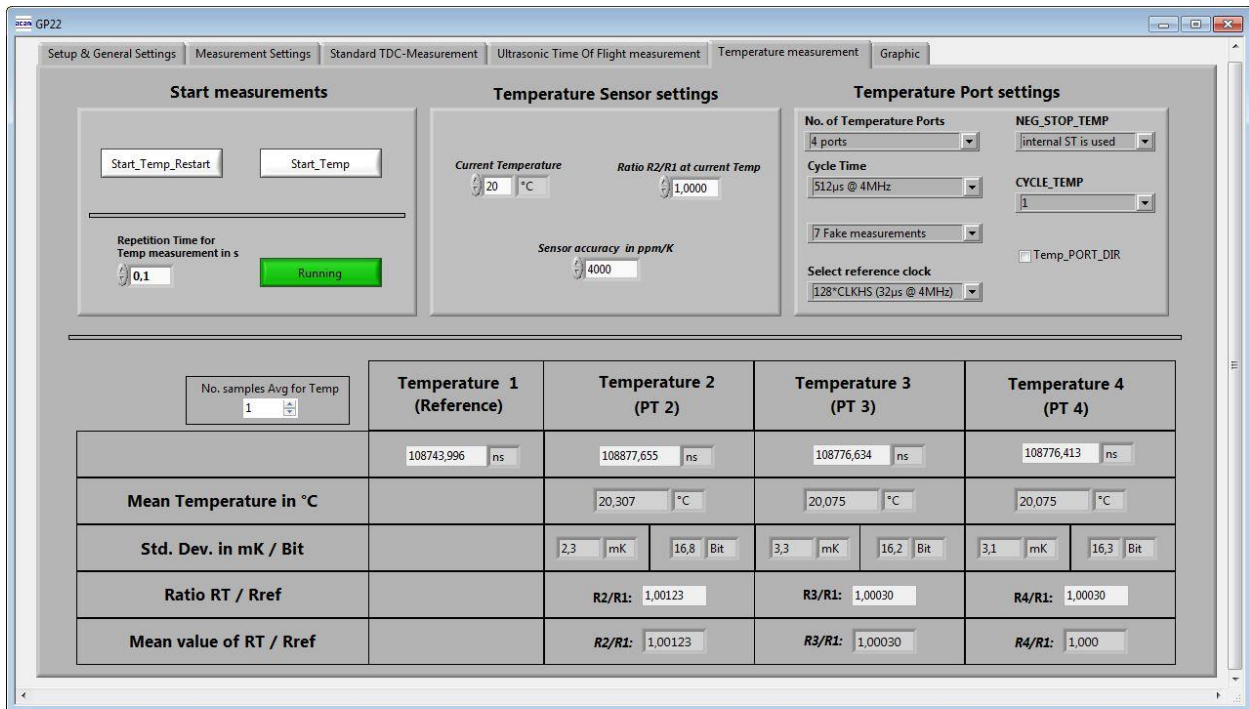 acam GP22
Setup & General Settings Measurement Settings Standard TDC-Measurement Ultrasonic Time Of Flight measurement Temperature measurement Graphic
Start measurements
Start_Temp_Restart Start_Temp
Repetition Time for
Temp measurement in s
0,1
Running
Temperature Sensor settings
Current Temperature
20 °C
Ratio R2/R1 at current Temp
1,0000
Sensor accuracy in ppm/K
4000
Temperature Port settings
No. of Temperature Ports
4 ports
Cycle Time
512µs @ 4MHz
7 Fake measurements
Select reference clock
128*CLKHS (32µs @ 4MHz)
NEG_STOP_TEMP
internal ST is used
CYCLE_TEMP
1
Temp_PORT_DIR
No. samples Avg for Temp
1
Temperature 1
(Reference)
Temperature 2
(PT 2)
Temperature 3
(PT 3)
Temperature 4
(PT 4)
108743,996 ns 108877,655 ns 108776,634 ns 108776,413 ns
Mean Temperature in °C 20,307 °C 20,075 °C 20,075 °C
Std. Dev. in mK / Bit 2,3 mK 16,8 Bit 3,3 mK 16,2 Bit 3,1 mK 16,3 Bit
Ratio RT / Rref R2/R1: 1,00123 R3/R1: 1,00030 R4/R1: 1,00030
Mean value of RT / Rref R2/R1: 1,00123 R3/R1: 1,00030 R4/R1: 1,000